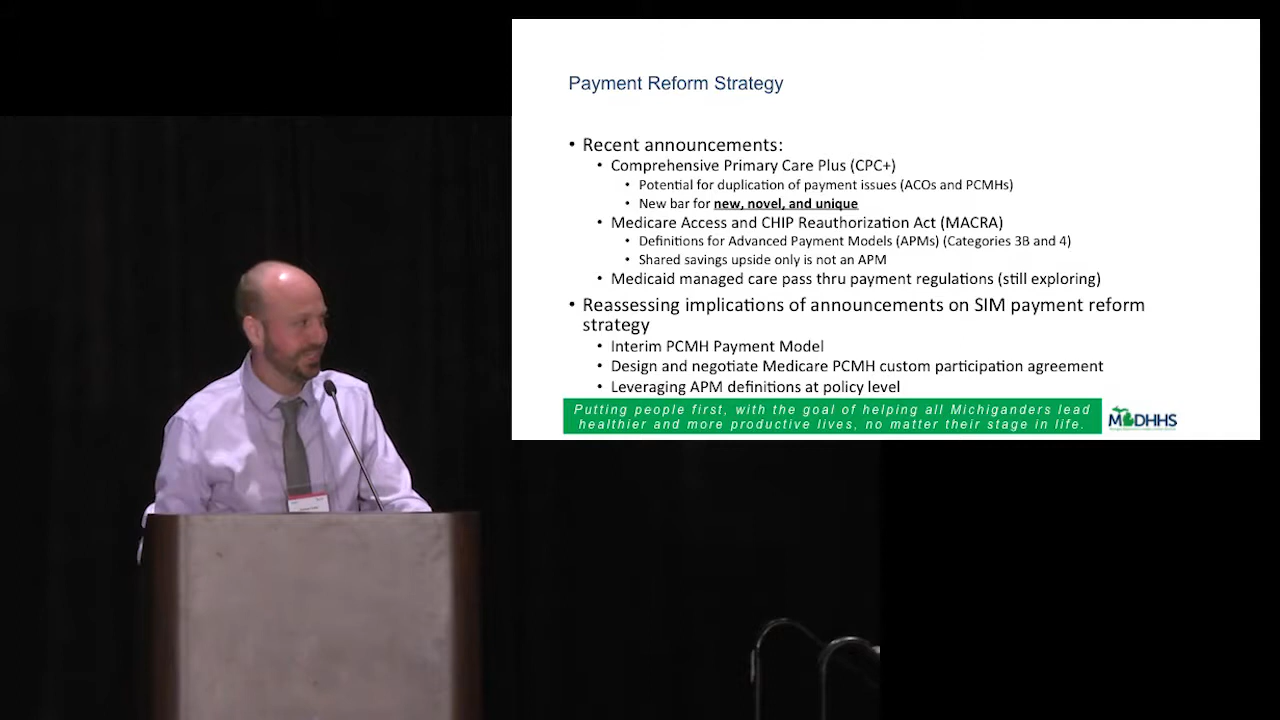 Payment Reform Strategy
• Recent announcements:
• Comprehensive Primary Care Plus (CPC+)
• Potential for duplication of payment issues (ACOs and PCMHs)
• New bar for new, novel, and unique
• Medicare Access and CHIP Reauthorization Act (MACRA)
• Definitions for Advanced Payment Models (APMs) (Categories 3B and 4)
• Shared savings upside only is not an APM
• Medicaid managed care pass thru payment regulations (still exploring)
• Reassessing implications of announcements on SIM payment reform
strategy
• Interim PCMH Payment Model
• Design and negotiate Medicare PCMH custom participation agreement
• Leveraging APM definitions at policy level
Putting people first, with the goal of helping all Michiganders lead
healthier and more productive lives, no matter their stage in life.
MDHHS